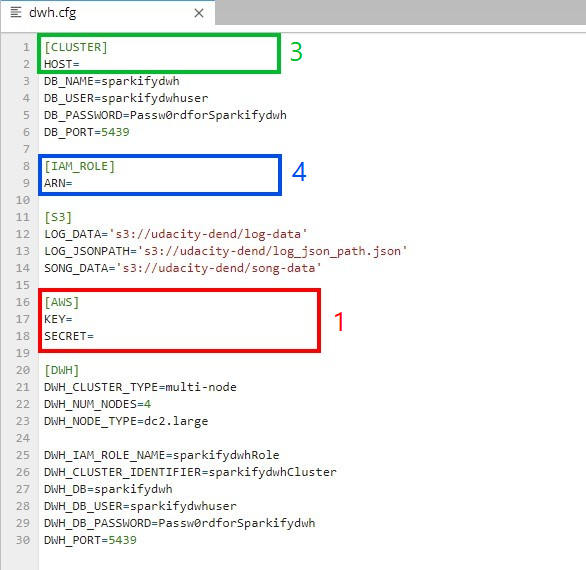 dwh.cfg
1 [CLUSTER]
2 HOST=
3
3 DB_NAME=sparkifydwh
4 DB_USER=sparkifydwhuser
5 DB_PASSWORD=Passw0rdforSparkifydwh
6 DB_PORT=5439
7
8 [IAM_ROLE]
9 ARN=
4
10
11 [S3]
12 LOG_DATA='s3://udacity-dend/log-data'
13 LOG_JSONPATH='s3://udacity-dend/log_json_path.json'
14 SONG_DATA='s3://udacity-dend/song-data'
15
16 [AWS]
17 KEY=
1
18 SECRET=
19
20 [DWH]
21 DWH_CLUSTER_TYPE=multi-node
22 DWH_NUM_NODES=4
23 DWH_NODE_TYPE=dc2.large
24
25 DWH_IAM_ROLE_NAME=sparkifydwhRole
26 DWH_CLUSTER_IDENTIFIER=sparkifydwhCluster
27 DWH_DB=sparkifydwh
28 DWH_DB_USER=sparkifydwhuser
29 DWH_DB_PASSWORD=Passw0rdforSparkifydwh
30 DWH_PORT=5439